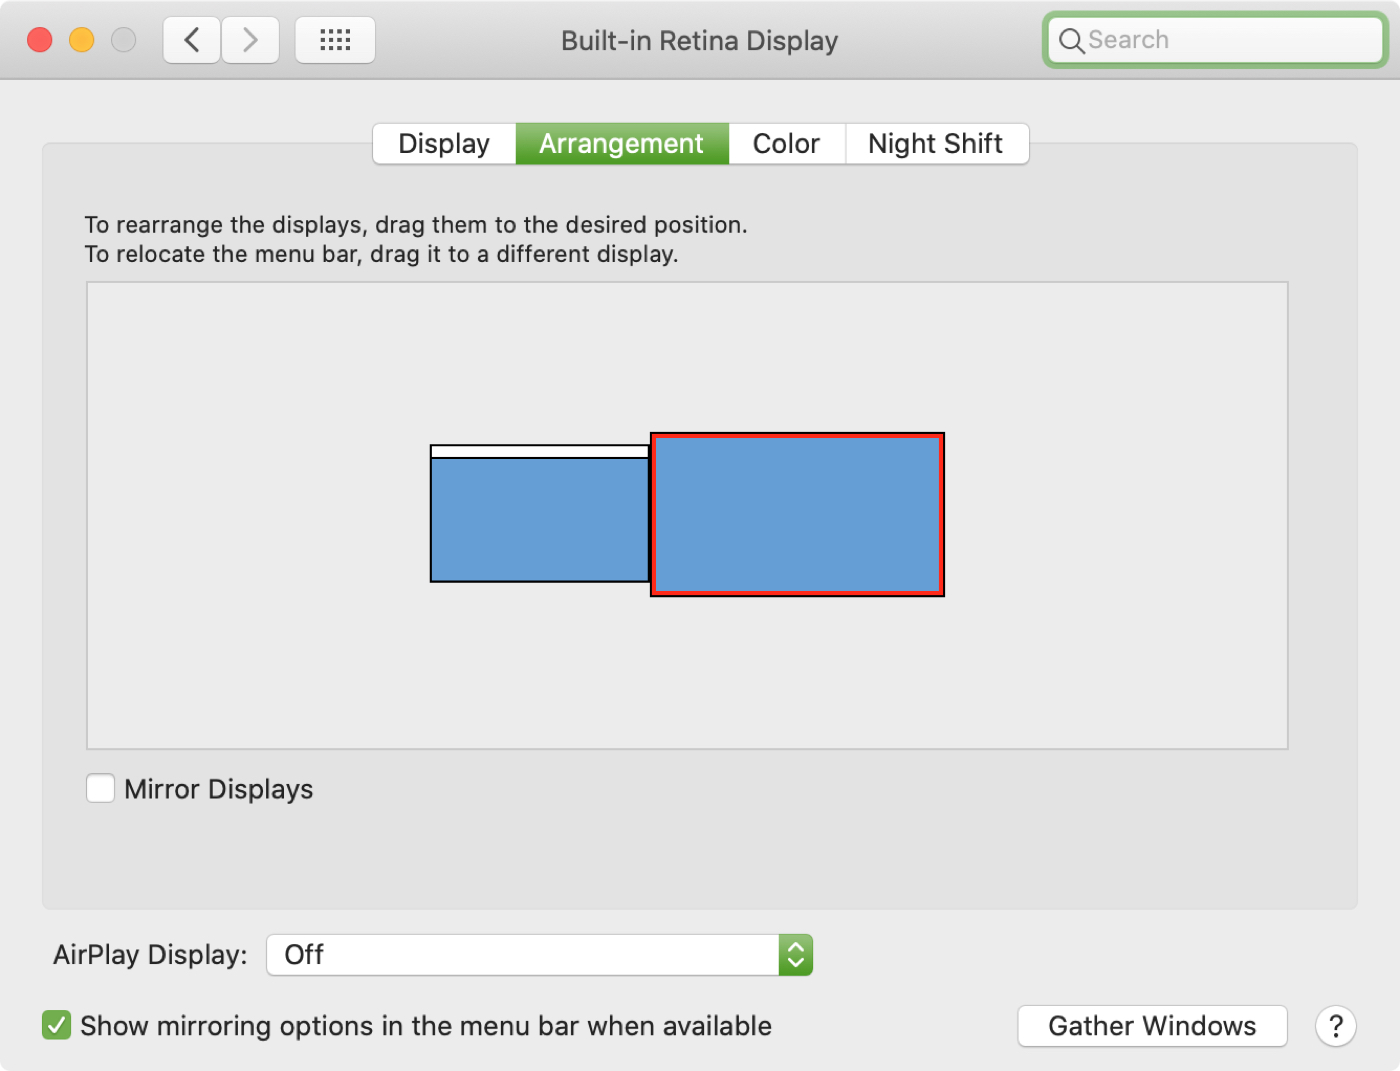 Built-in Retina Display
Search
Display
Arrangement
Color
Night Shift
To rearrange the displays, drag them to the desired position.
To relocate the menu bar, drag it to a different display.
Mirror Displays
AirPlay Display:
Off
Show mirroring options in the menu bar when available
Gather Windows
?